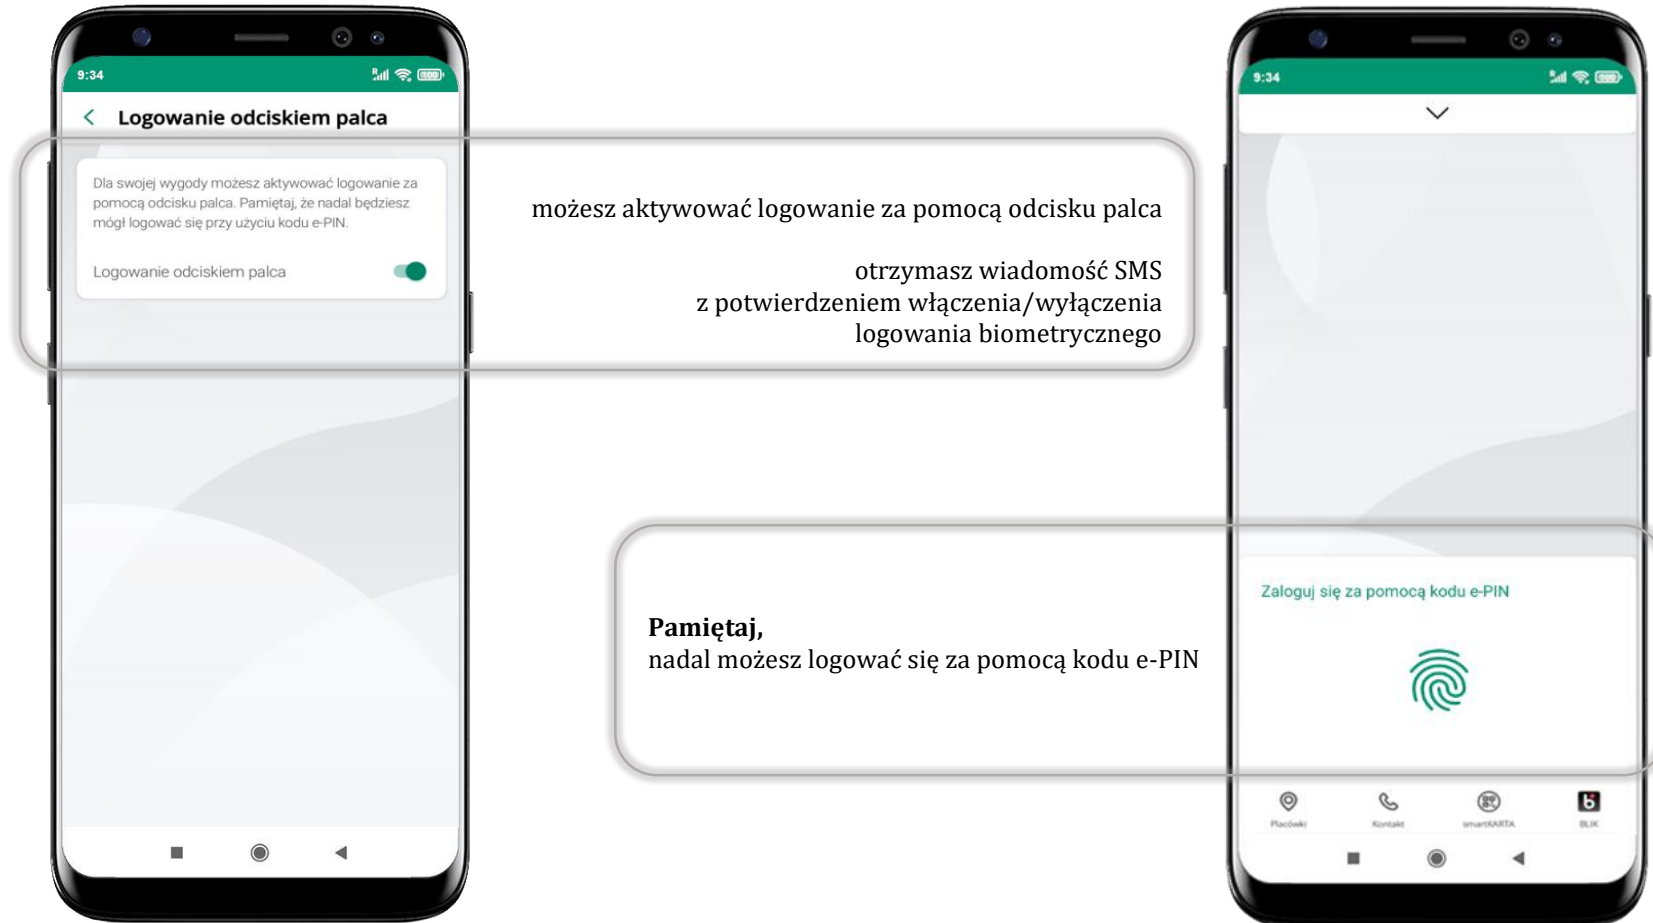 9:34
Logowanie odciskiem palca
Dla swojej wygody możesz aktywować logowanie za
pomocą odcisku palca. Pamiętaj, że nadal będziesz
mógł logować się przy użyciu kodu e-PIN.
Logowanie odciskiem palca
możesz aktywować logowanie za pomocą odcisku palca
otrzymasz wiadomość SMS
z potwierdzeniem włączenia/wyłączenia
logowania biometrycznego
Pamiętaj,
nadal możesz logować się za pomocą kodu e-PIN
9:34
Zaloguj się za pomocą kodu e-PIN
Placówki
Kontakt
smartKARTA
BLIK